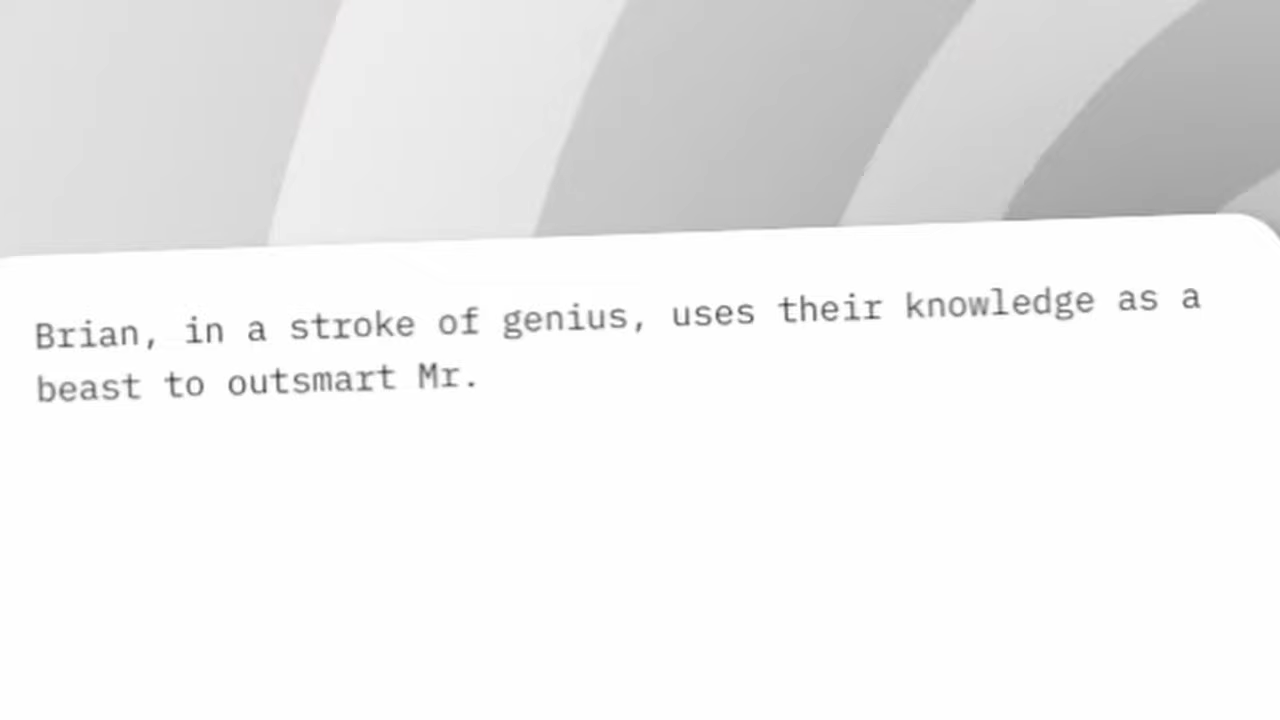 Brian, in a stroke of genius, uses their knowledge as a
beast to outsmart Mr.